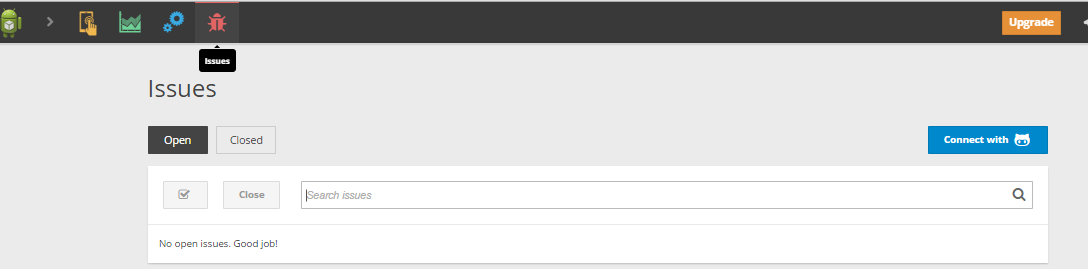 Upgrade
Issues
Issues
Open
Closed
Connect with
Close
Search issues
No open issues. Good job!